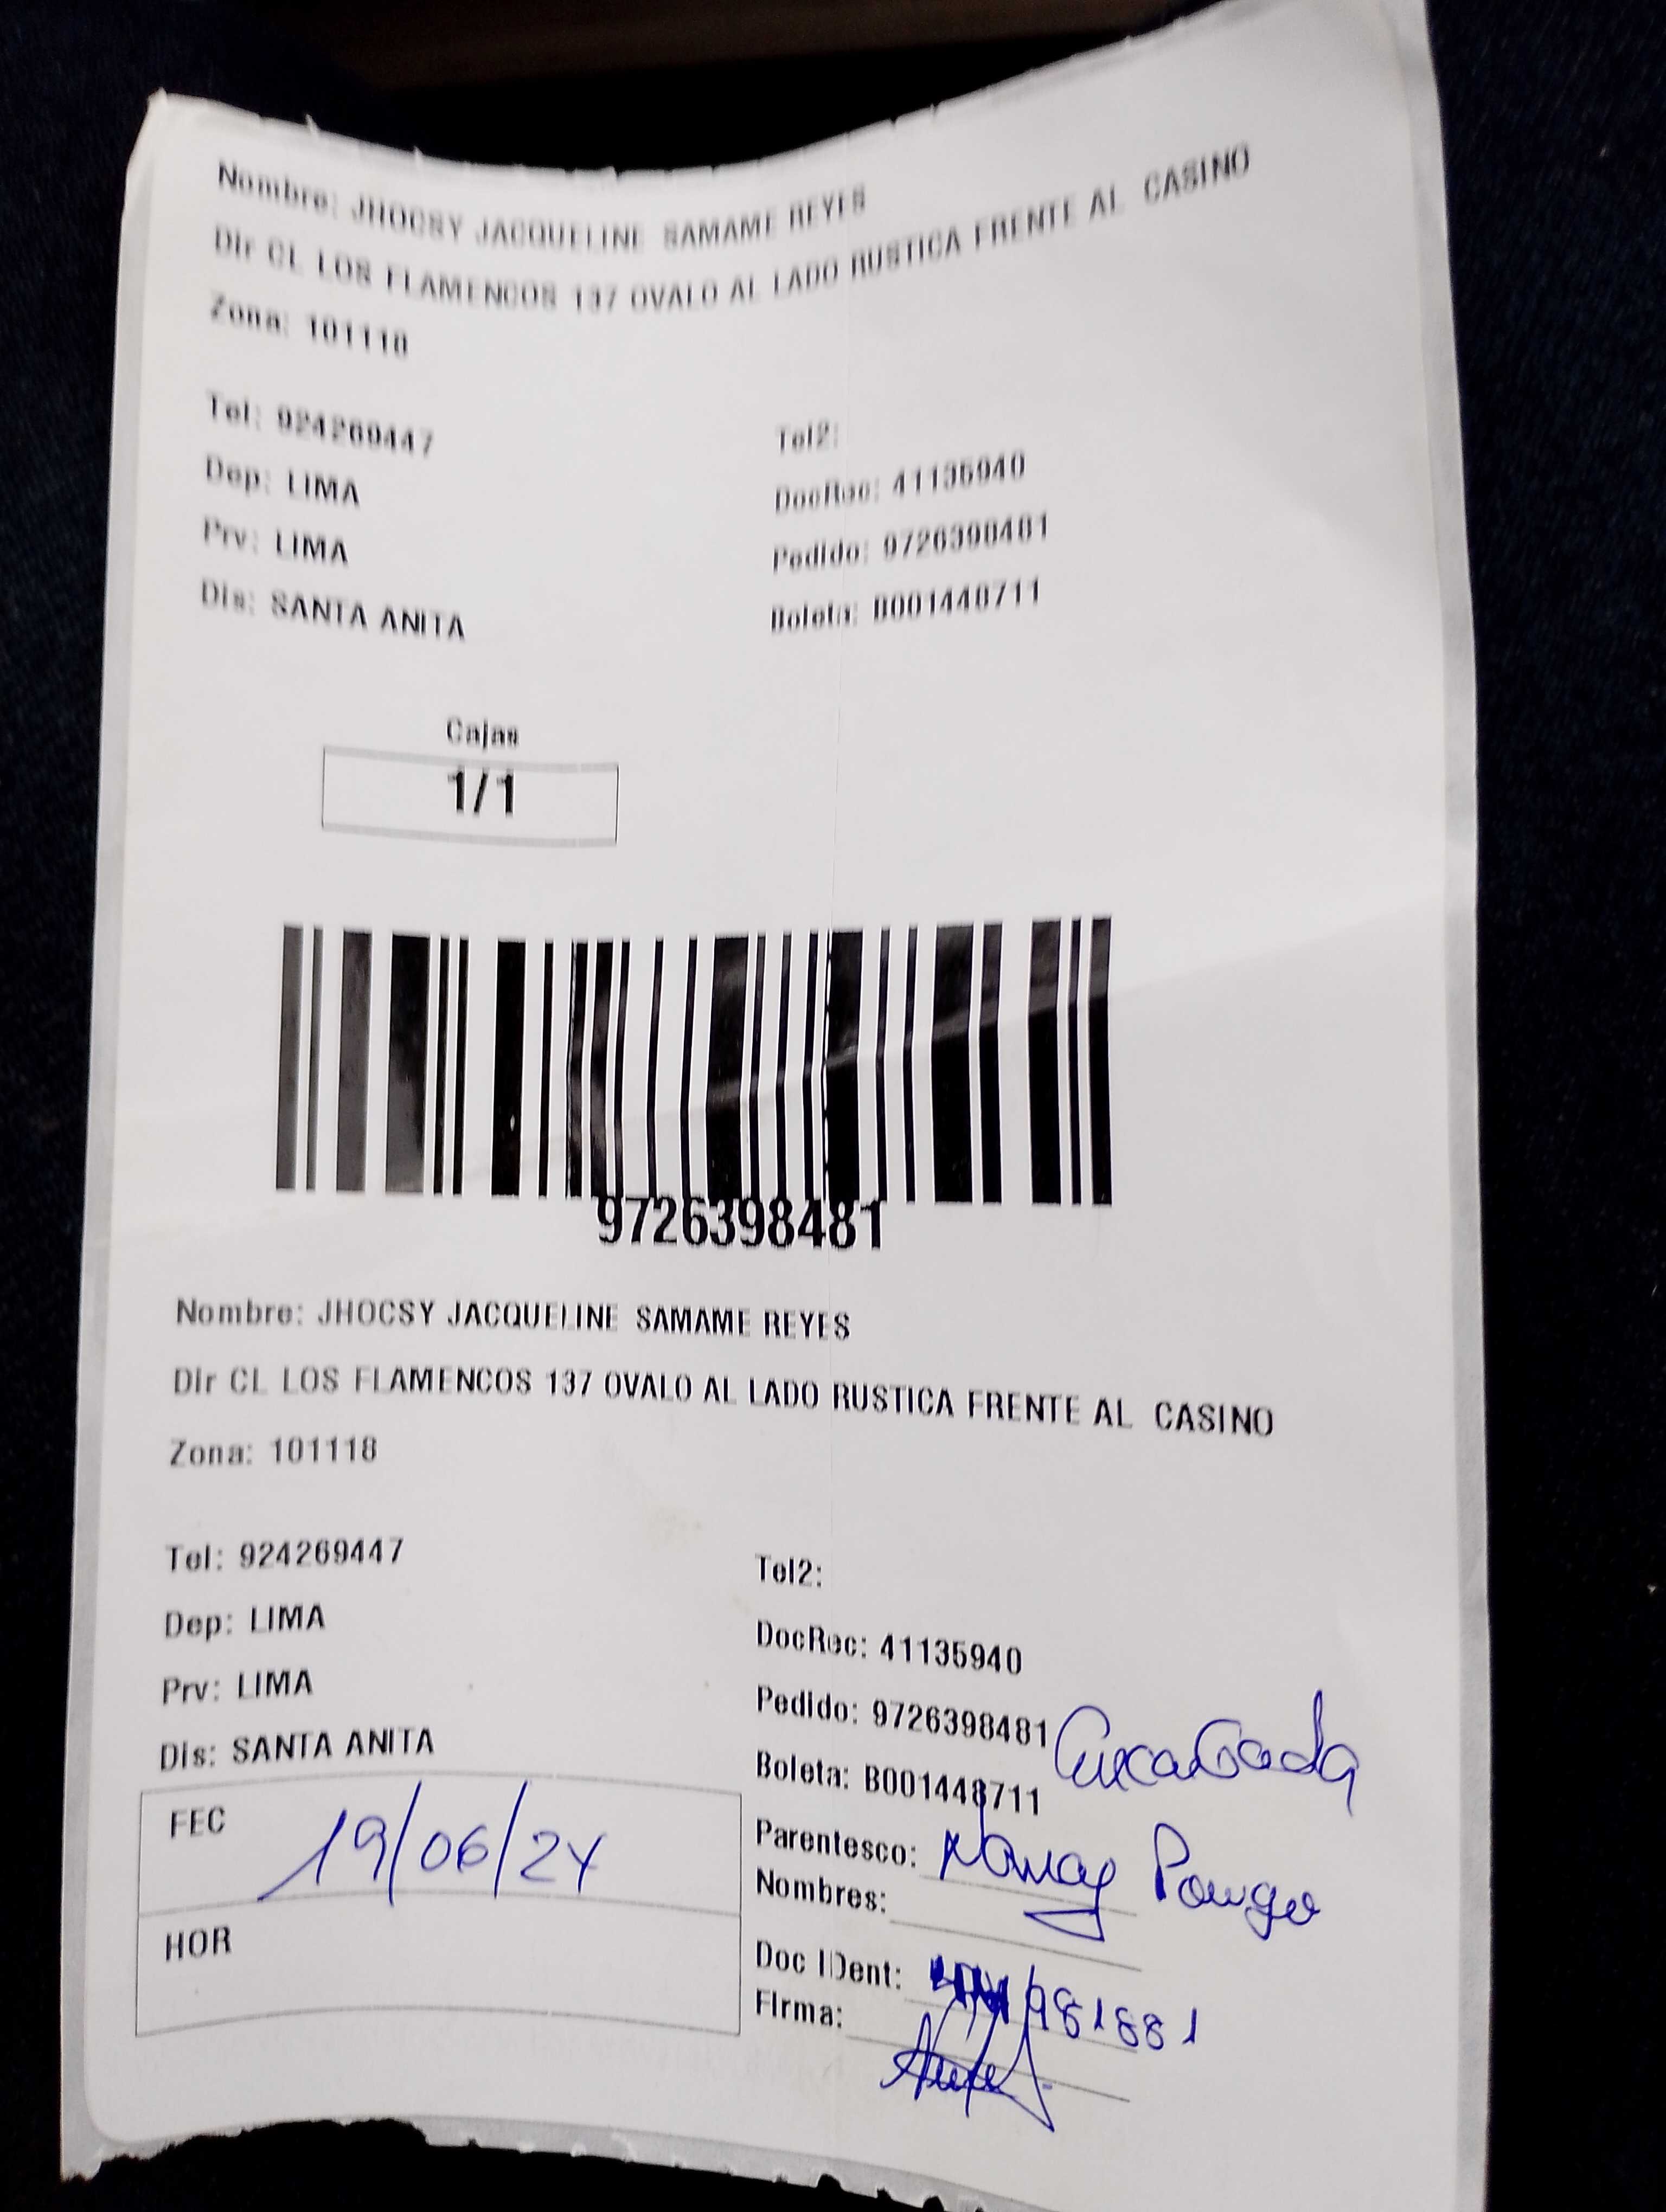 Nombre: JHOCSY JACQUELINE SAMAME REYES
Dir CL LOS FLAMENCOS 137 OVALO AL LADO RUSTICA FRENTE AL CASINO
Zona: 101118
Tel: 924269447
Tel2:
Dep: LIMA
DocRec: 41135940
Prv: LIMA
Pedido: 9726398481
Dis: SANTA ANITA
Boleta: B001448711
Cajas
1/1
9726398481
Nombre: JHOCSY JACQUELINE SAMAME REYES
Dir CL LOS FLAMENCOS 137 OVALO AL LADO RUSTICA FRENTE AL CASINO
Zona: 101118
Tel: 924269447
Tel2:
Dep: LIMA
DocRec: 41135940
Prv: LIMA
Pedido: 9726398481
Dis: SANTA ANITA
Boleta: B001448711
FEC 19/06/24
Parentesco:
Nombres:
HOR
Doc IDent:
Firma: